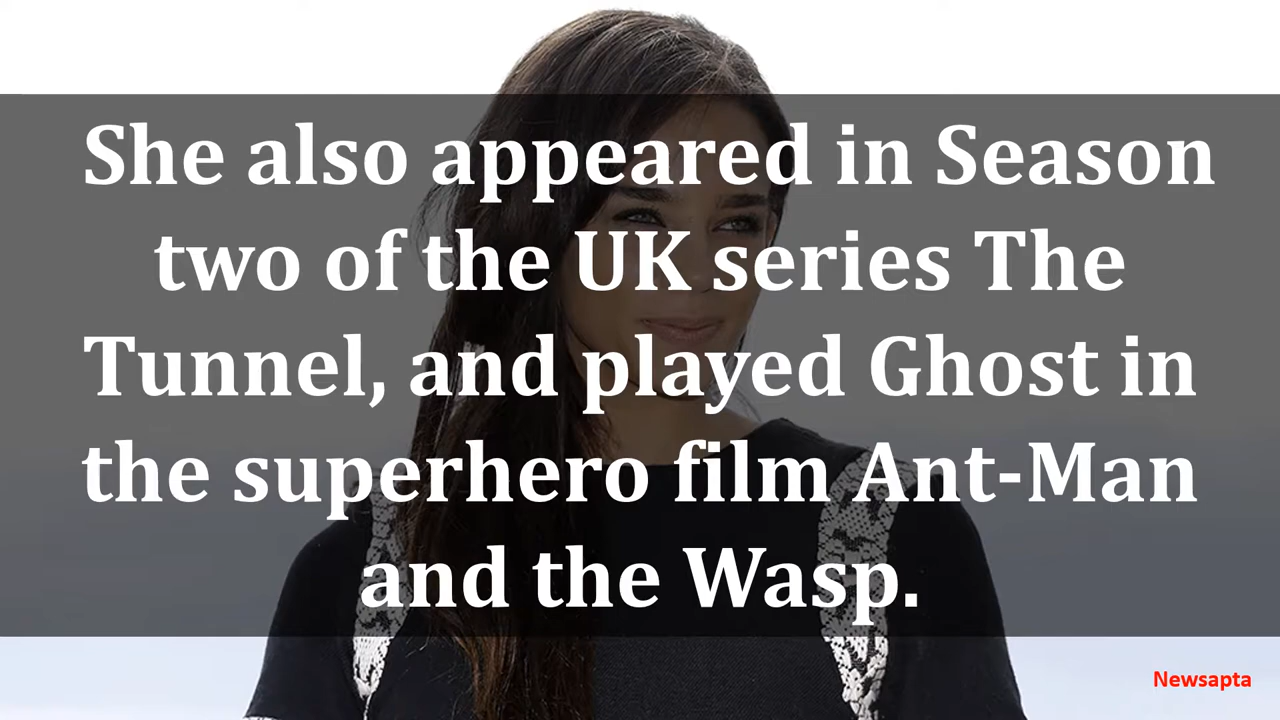 She also appeared in Season
two of the UK series The
Tunnel, and played Ghost in
the superhero film Ant-Man
and the Wasp.
Newsapta